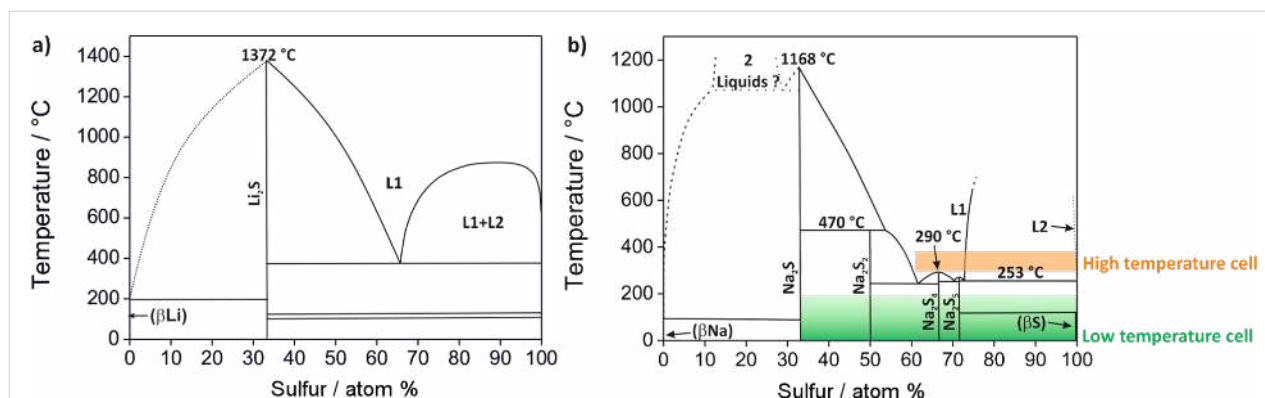 a)
1372 °C
1400
1200
1000
800
600
400
200
0
Temperature / °C
Li₂S
L1
L1+L2
(βLi)
0 10 20 30 40 50 60 70 80 90 100
Sulfur / atom %
b)
2
Liquids ?
1168 °C
1200
1000
800
600
400
200
0
Temperature / °C
L1
L2
470 °C
290 °C
253 °C
Na₂S
Na₂S₂
Na₂S₄
Na₂S₅
(βNa)
(βS)
0 10 20 30 40 50 60 70 80 90 100
Sulfur / atom %
High temperature cell
Low temperature cell